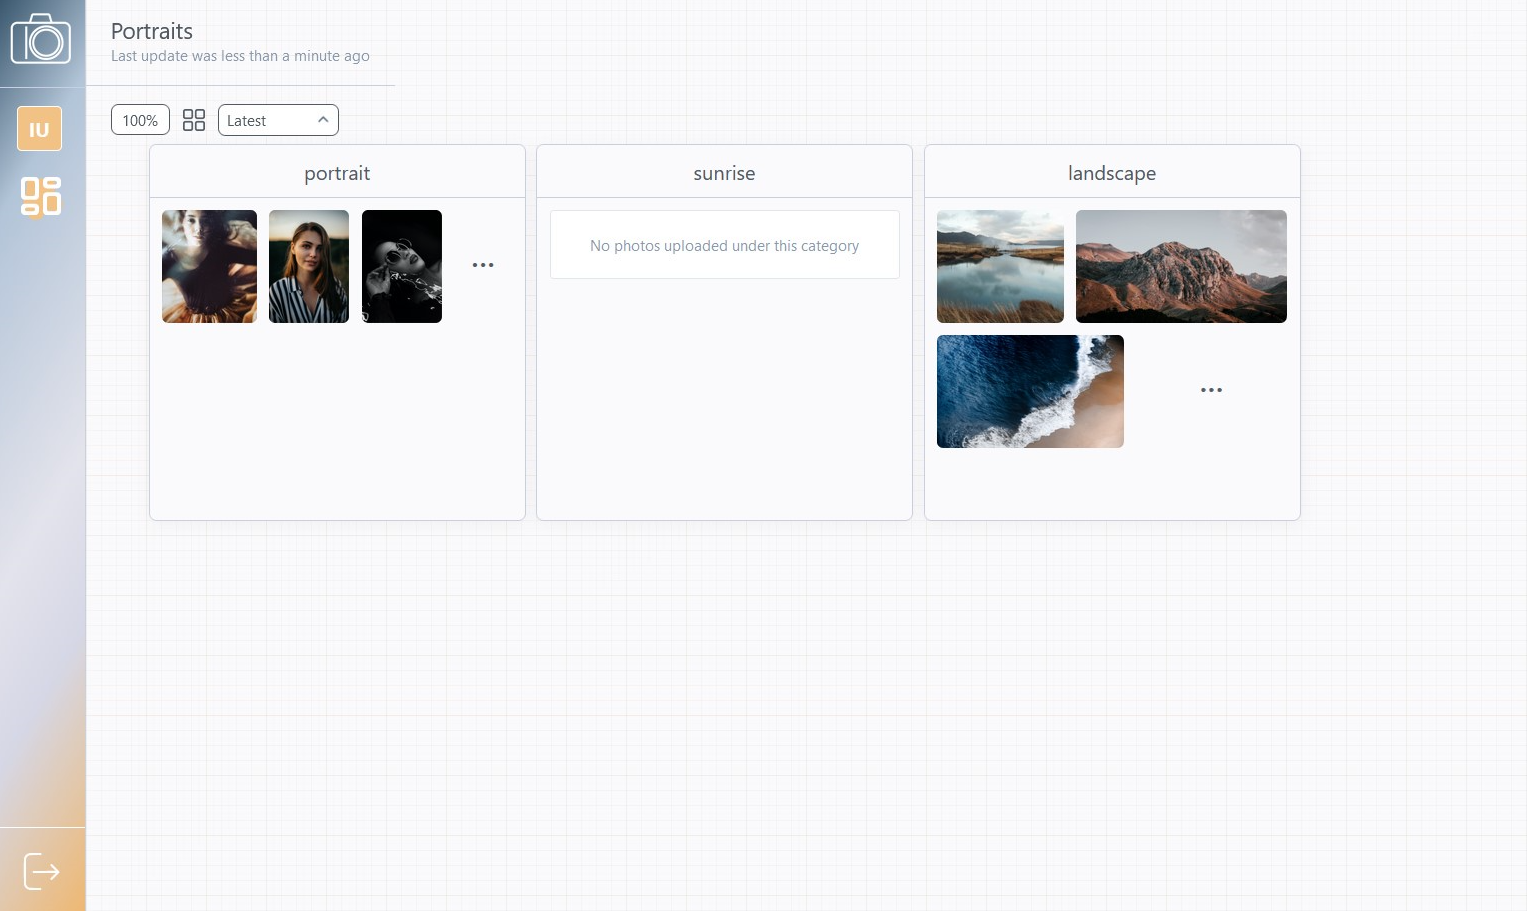 Portraits
Last update was less than a minute ago
IU
100%
Latest
portrait
sunrise
landscape
No photos uploaded under this category